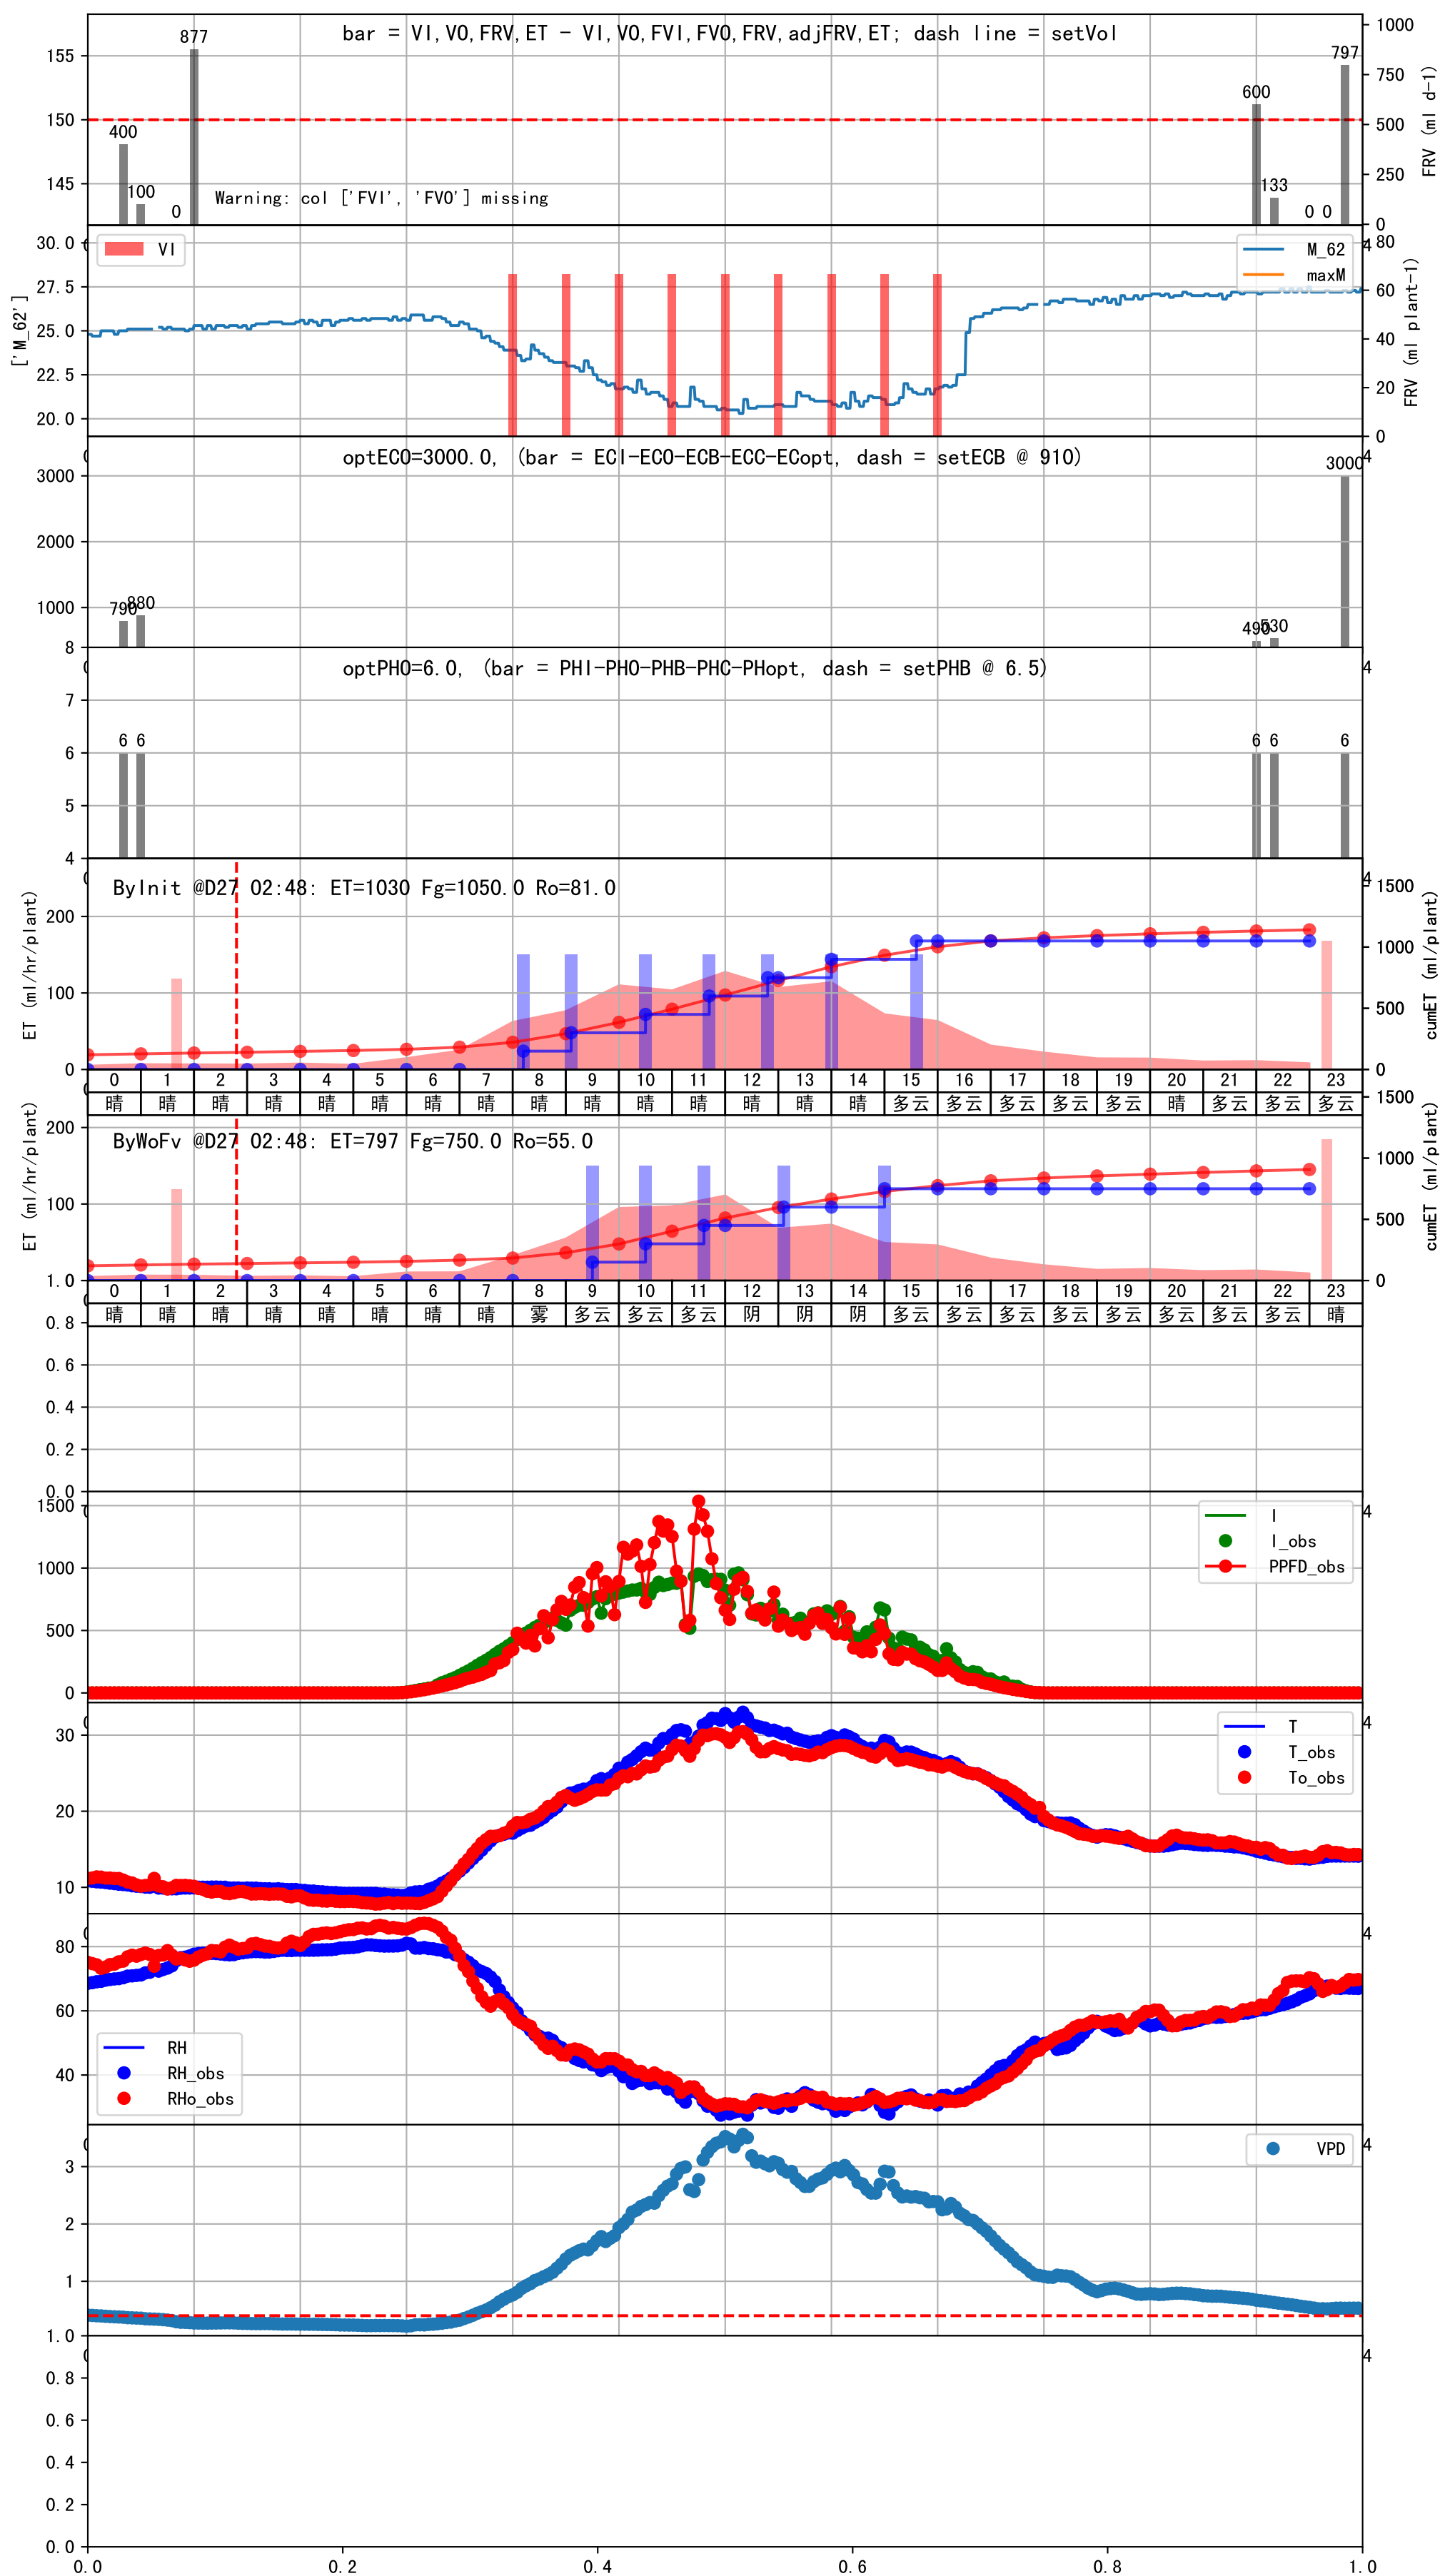 bar = VI,VO,FRV,ET - VI,VO,FVI,FVO,FRV,adjFRV,ET; dash line = setVol
877
797
600
400
133
100
0
0 0
Warning: col ['FVI', 'FVO'] missing
155
150
145
1000
750
500
250
0
FRV (ml d-1)
VI
M_62
maxM
30.0
27.5
25.0
22.5
20.0
['M_62']
80
60
40
20
0
FRV (ml plant-1)
optECO=3000.0, (bar = ECI-ECO-ECB-ECC-ECopt, dash = setECB @ 910)
3000
790
880
490
530
3000
2000
1000
optPHO=6.0, (bar = PHI-PHO-PHB-PHC-PHopt, dash = setPHB @ 6.5)
6 6
6 6
6
8
7
6
5
4
ByInit @D27 02:48: ET=1030 Fg=1050.0 Ro=81.0
ET (ml/hr/plant)
200
100
0
1500
1000
500
0
cumET (ml/plant)
0 1 2 3 4 5 6 7 8 9 10 11 12 13 14 15 16 17 18 19 20 21 22 23
晴 晴 晴 晴 晴 晴 晴 晴 晴 晴 晴 晴 晴 晴 晴 多云 多云 多云 多云 多云 晴 多云 多云 多云
ByWoFv @D27 02:48: ET=797 Fg=750.0 Ro=55.0
ET (ml/hr/plant)
200
100
1500
1000
500
0
cumET (ml/plant)
0 1 2 3 4 5 6 7 8 9 10 11 12 13 14 15 16 17 18 19 20 21 22 23
晴 晴 晴 晴 晴 晴 晴 晴 雾 多云 多云 多云 阴 阴 阴 多云 多云 多云 多云 多云 多云 多云 多云 晴
1.0
0.8
0.6
0.4
0.2
0.0
1500
1000
500
0
I
I_obs
PPFD_obs
30
20
10
T
T_obs
To_obs
80
60
40
RH
RH_obs
RHo_obs
3
2
1
VPD
1.0
0.8
0.6
0.4
0.2
0.0
0.0 0.2 0.4 0.6 0.8 1.0